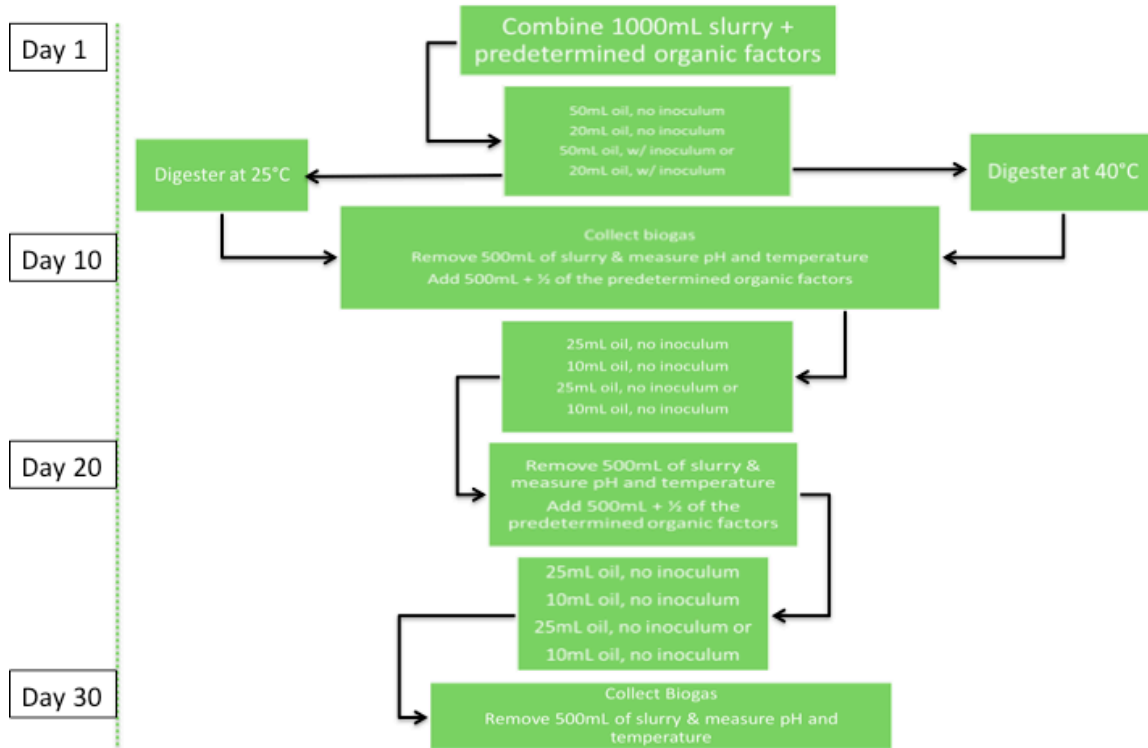 Day 1
Combine 1000mL slurry +
predetermined organic factors
50mL oil, no inoculum
20mL oil, no inoculum
50mL oil, w/ inoculum or
20mL oil, w/ inoculum
Digester at 25°C
Digester at 40°C
Day 10
Collect biogas
Remove 500mL of slurry & measure pH and temperature
Add 500mL + ½ of the predetermined organic factors
25mL oil, no inoculum
10mL oil, no inoculum
25mL oil, no inoculum or
10mL oil, no inoculum
Day 20
Remove 500mL of slurry &
measure pH and temperature
Add 500mL + ½ of the
predetermined organic factors
25mL oil, no inoculum
10mL oil, no inoculum
25mL oil, no inoculum or
10mL oil, no inoculum
Day 30
Collect Biogas
Remove 500mL of slurry & measure pH and
temperature